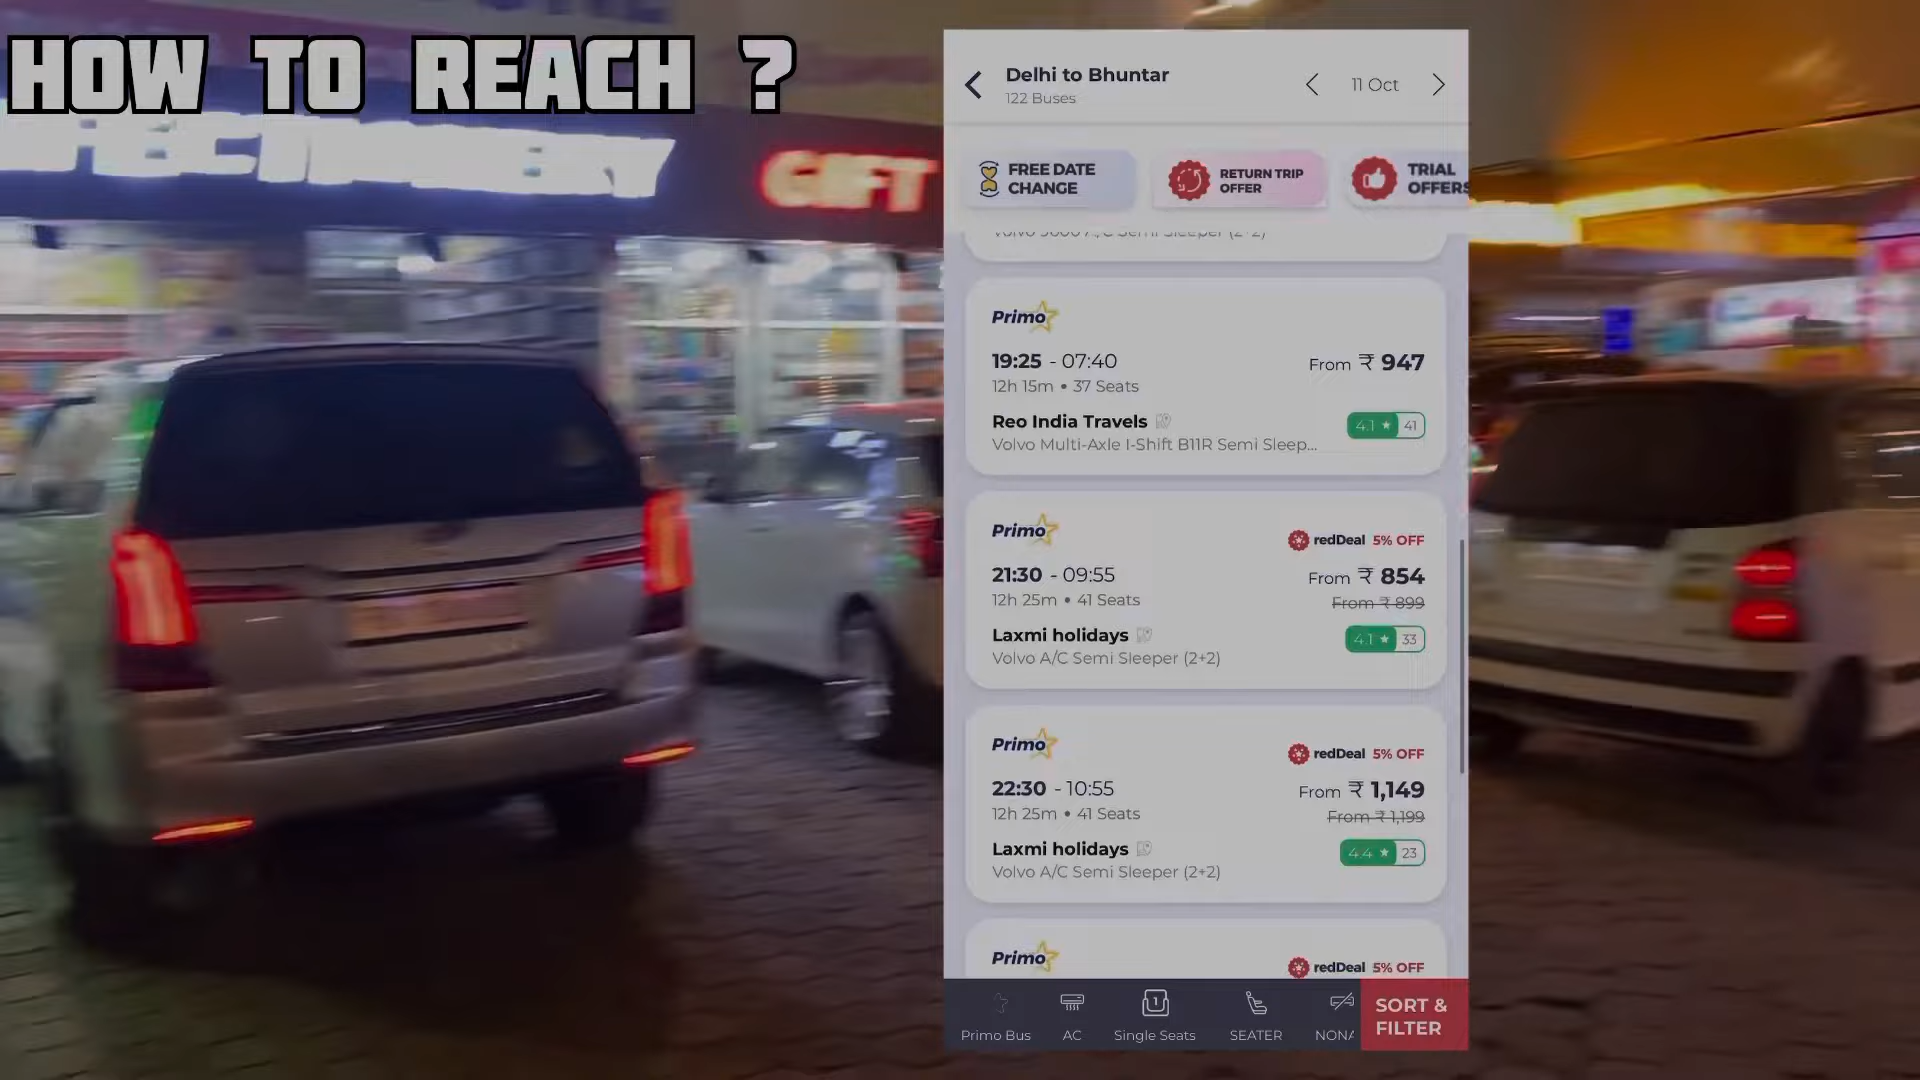 HOW TO REACH ?
GIFT
Delhi to Bhuntar
122 Buses
11 Oct
FREE DATE
CHANGE
RETURN TRIP
OFFER
TRIAL
OFFERS
Primo
19:25 - 07:40
From ₹ 947
12h 15m • 37 Seats
Reo India Travels
4.1 ★ 41
Volvo Multi-Axle I-Shift B11R Semi Sleep...
Primo
redDeal 5% OFF
21:30 - 09:55
From ₹ 854
12h 25m • 41 Seats
From ₹ 899
Laxmi holidays
4.1 ★ 33
Volvo A/C Semi Sleeper (2+2)
Primo
redDeal 5% OFF
22:30 - 10:55
From ₹ 1,149
12h 25m • 41 Seats
From ₹ 1,199
Laxmi holidays
4.4 ★ 23
Volvo A/C Semi Sleeper (2+2)
Primo
redDeal 5% OFF
Primo Bus
AC
1
Single Seats
SEATER
NONA
SORT &
FILTER